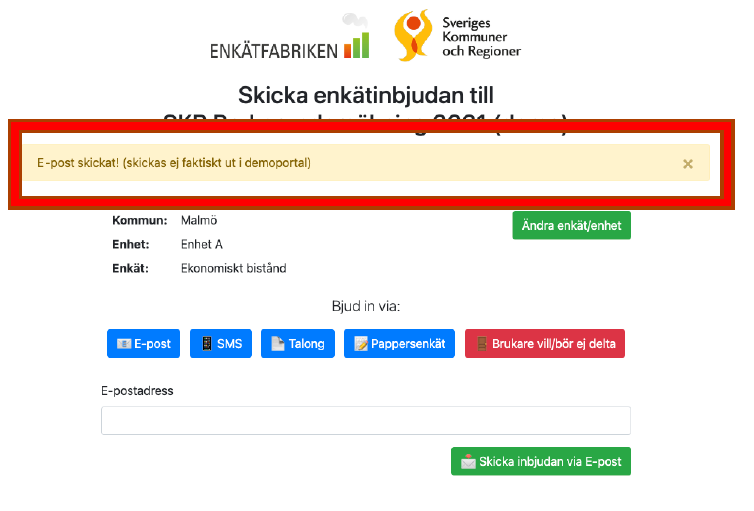 ENKÄTFABRIKEN
Sveriges
Kommuner
och Regioner
Skicka enkätinbjudan till
E-post skickat! (skickas ej faktiskt ut i demoportal) ×
Kommun: Malmö
Ändra enkät/enhet
Enhet: Enhet A
Enkät: Ekonomiskt bistånd
Bjud in via:
E-post SMS Talong Pappersenkät Brukare vill/bör ej delta
E-postadress
Skicka inbjudan via E-post